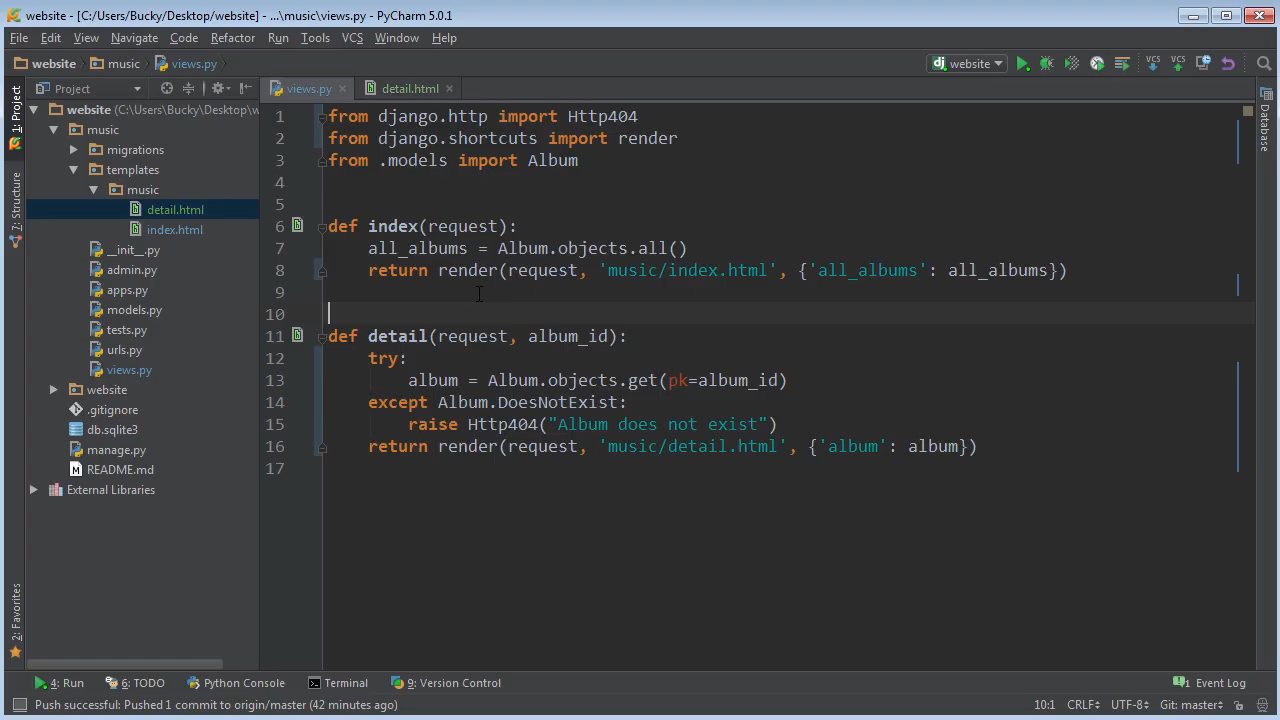 website - [C:/Users/Bucky/Desktop/website] - ...\music\views.py - PyCharm 5.0.1
File Edit View Navigate Code Refactor Run Tools VCS Window Help
website music views.py
dj website VCS VCS
1: Project
7: Structure
2: Favorites
Project
website (C:\Users\Bucky\Desktop\w
music
migrations
templates
music
detail.html
index.html
__init__.py
admin.py
apps.py
models.py
tests.py
urls.py
views.py
website
.gitignore
db.sqlite3
manage.py
README.md
External Libraries
views.py detail.html
1 from django.http import Http404
2 from django.shortcuts import render
3 from .models import Album
4
5
6 def index(request):
7 all_albums = Album.objects.all()
8 return render(request, 'music/index.html', {'all_albums': all_albums})
9
10
11 def detail(request, album_id):
12 try:
13 album = Album.objects.get(pk=album_id)
14 except Album.DoesNotExist:
15 raise Http404("Album does not exist")
16 return render(request, 'music/detail.html', {'album': album})
17
Database
4: Run 6: TODO Python Console Terminal 9: Version Control 1 Event Log
Push successful: Pushed 1 commit to origin/master (42 minutes ago) 10:1 CRLF UTF-8 Git: master